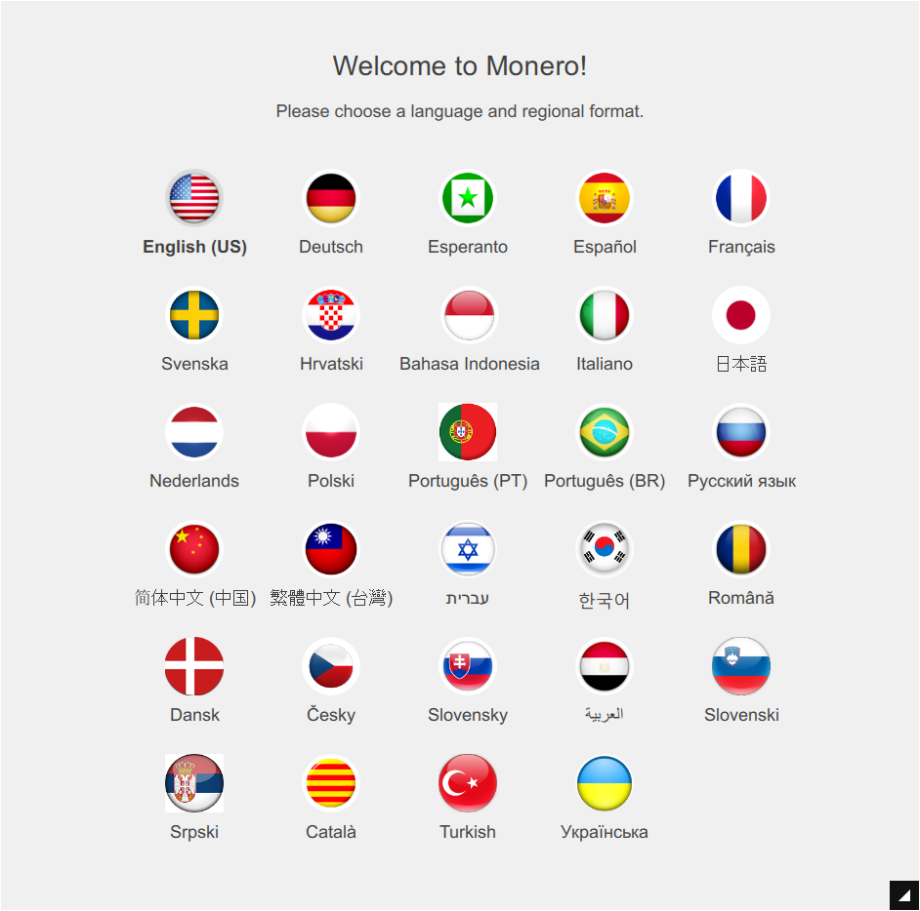 Welcome to Monero!
Please choose a language and regional format.
English (US) Deutsch Esperanto Español Français
Svenska Hrvatski Bahasa Indonesia Italiano 日本語
Nederlands Polski Português (PT) Português (BR) Русский язык
简体中文 (中国) 繁體中文 (台灣) עברית 한국어 Română
Dansk Česky Slovensky العربية Slovenski
Srpski Català Turkish Українська